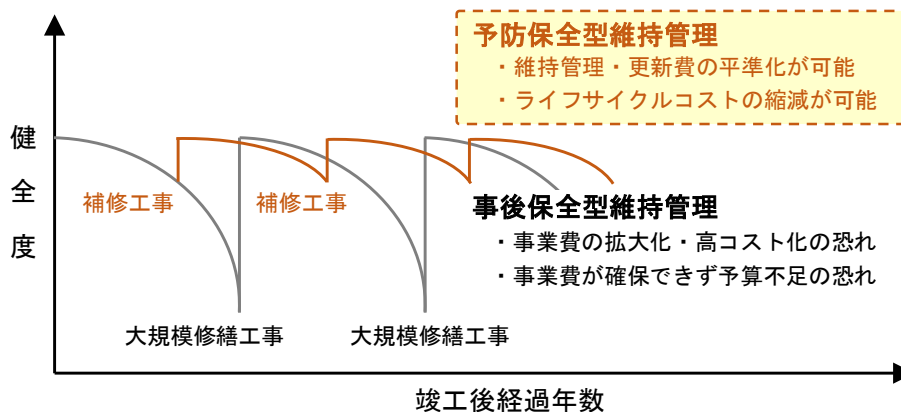 予防保全型維持管理
・維持管理・更新費の平準化が可能
・ライフサイクルコストの縮減が可能
健全度
補修工事
補修工事
事後保全型維持管理
・事業費の拡大化・高コスト化の恐れ
・事業費が確保できず予算不足の恐れ
大規模修繕工事
大規模修繕工事
竣工後経過年数